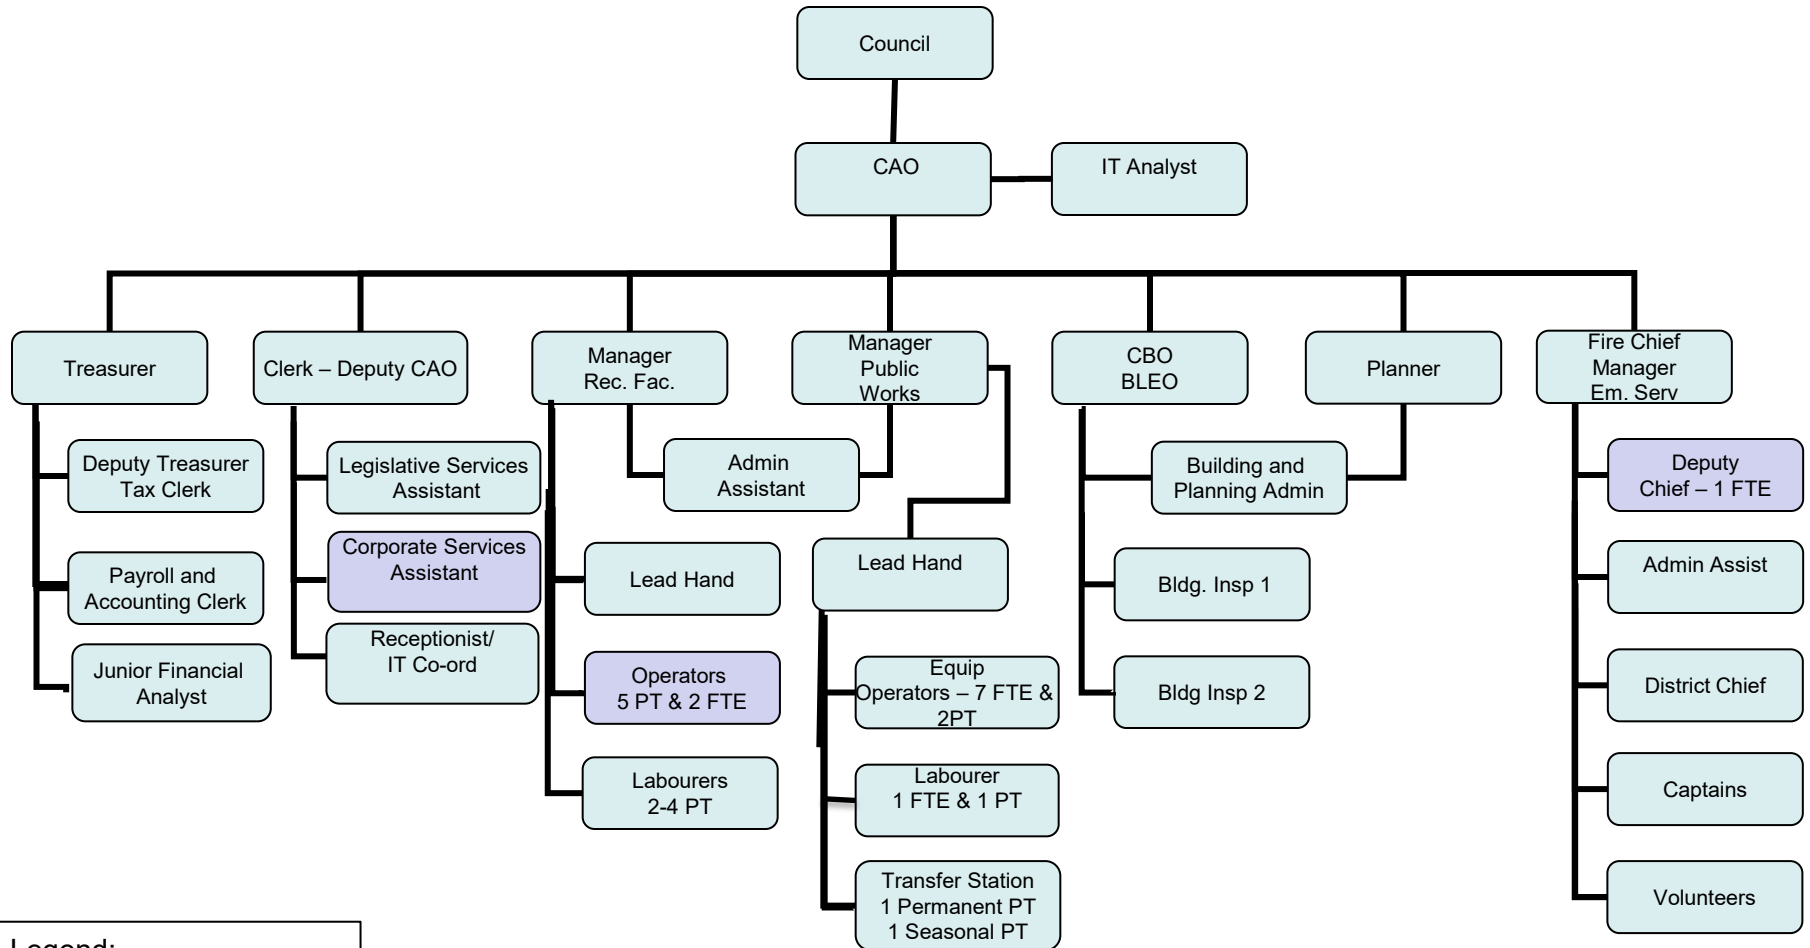 Council
CAO
IT Analyst
Treasurer
Clerk – Deputy CAO
Manager
Rec. Fac.
Manager
Public
Works
CBO
BLEO
Planner
Fire Chief
Manager
Em. Serv
Deputy Treasurer
Tax Clerk
Payroll and
Accounting Clerk
Junior Financial
Analyst
Legislative Services
Assistant
Corporate Services
Assistant
Receptionist/
IT Co-ord
Admin
Assistant
Lead Hand
Operators
5 PT & 2 FTE
Labourers
2-4 PT
Lead Hand
Equip
Operators – 7 FTE &
2PT
Labourer
1 FTE & 1 PT
Transfer Station
1 Permanent PT
1 Seasonal PT
Building and
Planning Admin
Bldg. Insp 1
Bldg Insp 2
Deputy
Chief – 1 FTE
Admin Assist
District Chief
Captains
Volunteers
Legend: